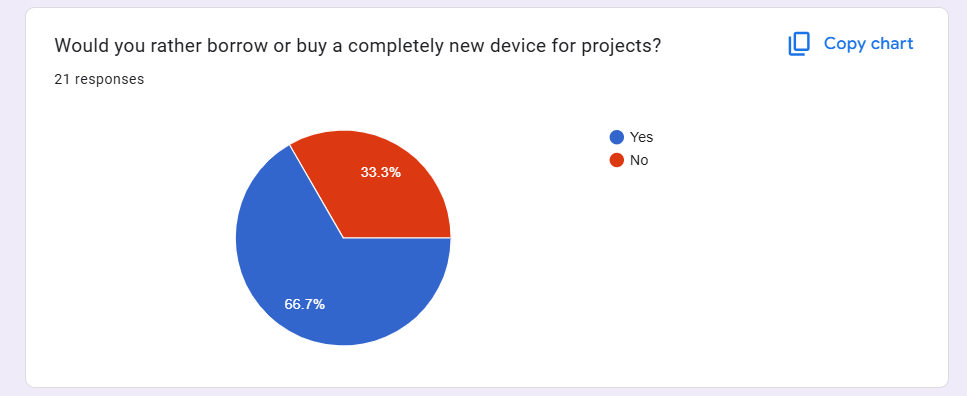 Would you rather borrow or buy a completely new device for projects?
Copy chart
21 responses
Yes
No
33.3%
66.7%